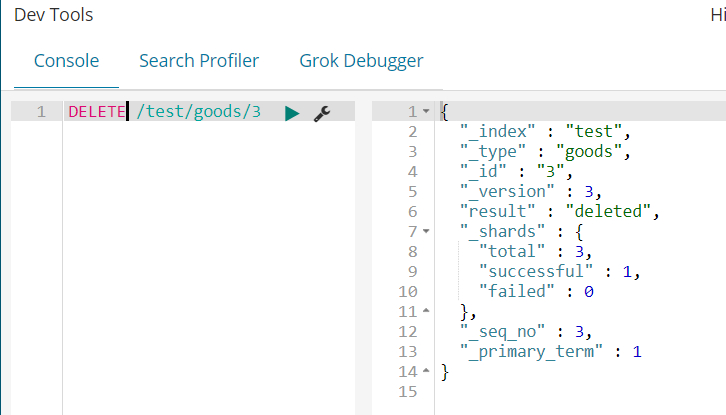 Dev Tools
Hi
Console Search Profiler Grok Debugger
1 DELETE /test/goods/3
1 {
2 "_index" : "test",
3 "_type" : "goods",
4 "_id" : "3",
5 "_version" : 3,
6 "result" : "deleted",
7 "_shards" : {
8 "total" : 3,
9 "successful" : 1,
10 "failed" : 0
11 },
12 "_seq_no" : 3,
13 "_primary_term" : 1
14 }
15